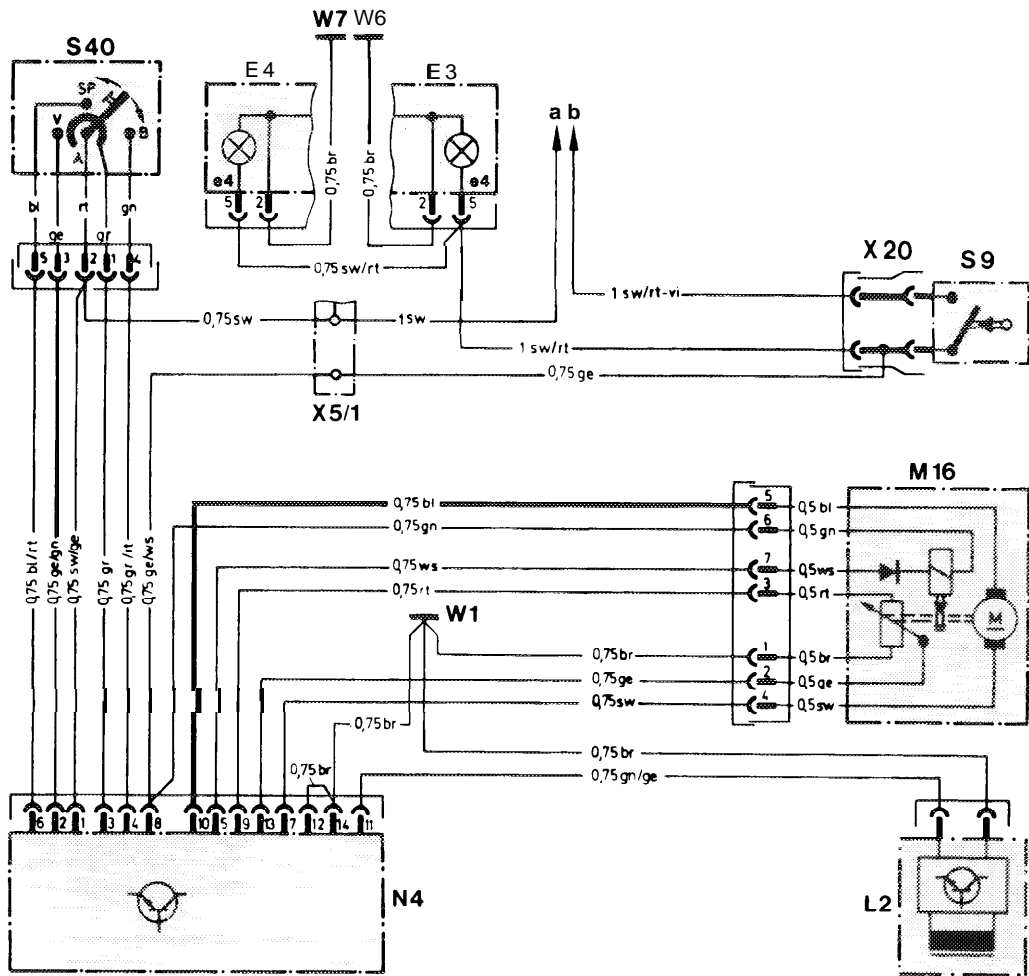 W7 W6
S40
E4
E3
SP
V
B
A
a b
e4
e4
5
2
2
5
0,75 br
0,75 br
bl
rt
gn
ge
gr
5
3
2
1
4
0,75 sw/rt
X 20
S 9
1 sw/rt-vi
0,75 sw
1 sw
1 sw/rt
0,75 ge
X5/1
M16
0,75 bl
5
0,5 bl
0,75 gn
6
0,5 gn
0,75 ws
7
0,5 ws
0,75 rt
3
0,5 rt
0,75 bl/rt
0,75 ge/gn
0,75 sw/ge
0,75 gr
0,75 gr/rt
0,75 ge/ws
W1
M
0,75 br
1
0,5 br
0,75 ge
2
0,5 ge
0,75 sw
4
0,5 sw
0,75 br
0,75 br
0,75 br
0,75 gn/ge
6
2
1
3
4
8
10
5
9
13
7
12
14
11
N4
L2